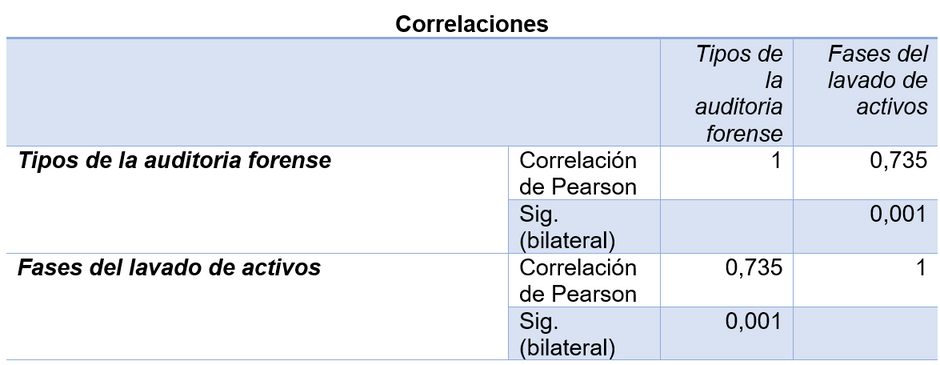 Correlaciones
Tipos de
la
auditoria
forense
Fases del
lavado de
activos
Tipos de la auditoria forense
Correlación
de Pearson
1
0,735
Sig.
(bilateral)
0,001
Fases del lavado de activos
Correlación
de Pearson
0,735
1
Sig.
(bilateral)
0,001